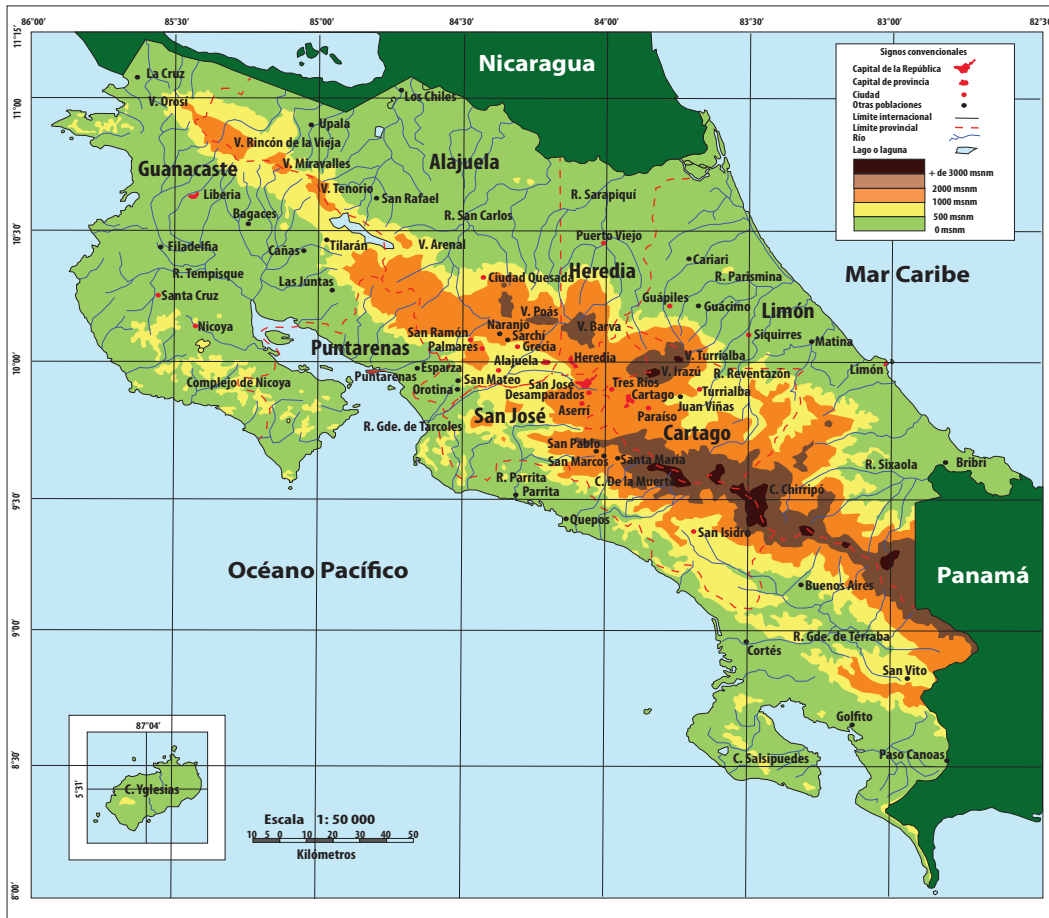 86°00'
85°30'
85°00'
84°30'
84°00'
83°30'
83°00'
82°30'
11°15'
11°00'
10°30'
10°00'
9°30'
9°0'
8°30'
8°00'
Nicaragua
Signos convencionales
Capital de la República
Capital de provincia
Ciudad
Otras poblaciones
Límite internacional
Límite provincial
Río
Lago o laguna
+ de 3000 msnm
2000 msnm
1000 msnm
500 msnm
0 msnm
La Cruz
V. Orosí
Los Chiles
Upala
V. Rincón de la Vieja
Guanacaste
V. Miravalles
Alajuela
Liberia
V. Tenorio
San Rafael
R. Sarapiquí
Bagaces
R. San Carlos
Filadelfia
Cañas
Tilarán
V. Arenal
Puerto Viejo
Cariari
Mar Caribe
R. Tempisque
Las Juntas
Ciudad Quesada
Heredia
R. Parismina
Santa Cruz
Guápiles
Guácimo
Limón
V. Poás
Nicoya
San Ramón
Naranjo
Sarchí
V. Barva
Siquirres
Matina
Puntarenas
Palmares
Grecia
Esparza
Alajuela
Heredia
V. Turrialba
V. Irazú
R. Reventazón
Limón
Puntarenas
Complejo de Nicoya
San Mateo
Orotina
San José
Desamparados
Tres Ríos
Cartago
Turrialba
Juan Viñas
San José
Aserrí
Paraíso
R. Gde. de Tárcoles
Cartago
San Pablo
San Marcos
Santa María
R. Sixaola
Bribri
R. Parrita
C. De la Muerte
C. Chirripó
Parrita
Quepos
San Isidro
Océano Pacífico
Panamá
Buenos Aires
R. Gde. de Térraba
Cortés
San Vito
Golfito
C. Salsipuedes
Paso Canoas
87°04'
5°31'
C. Yglesias
Escala 1: 50 000
10 5 0 10 20 30 40 50
Kilómetros